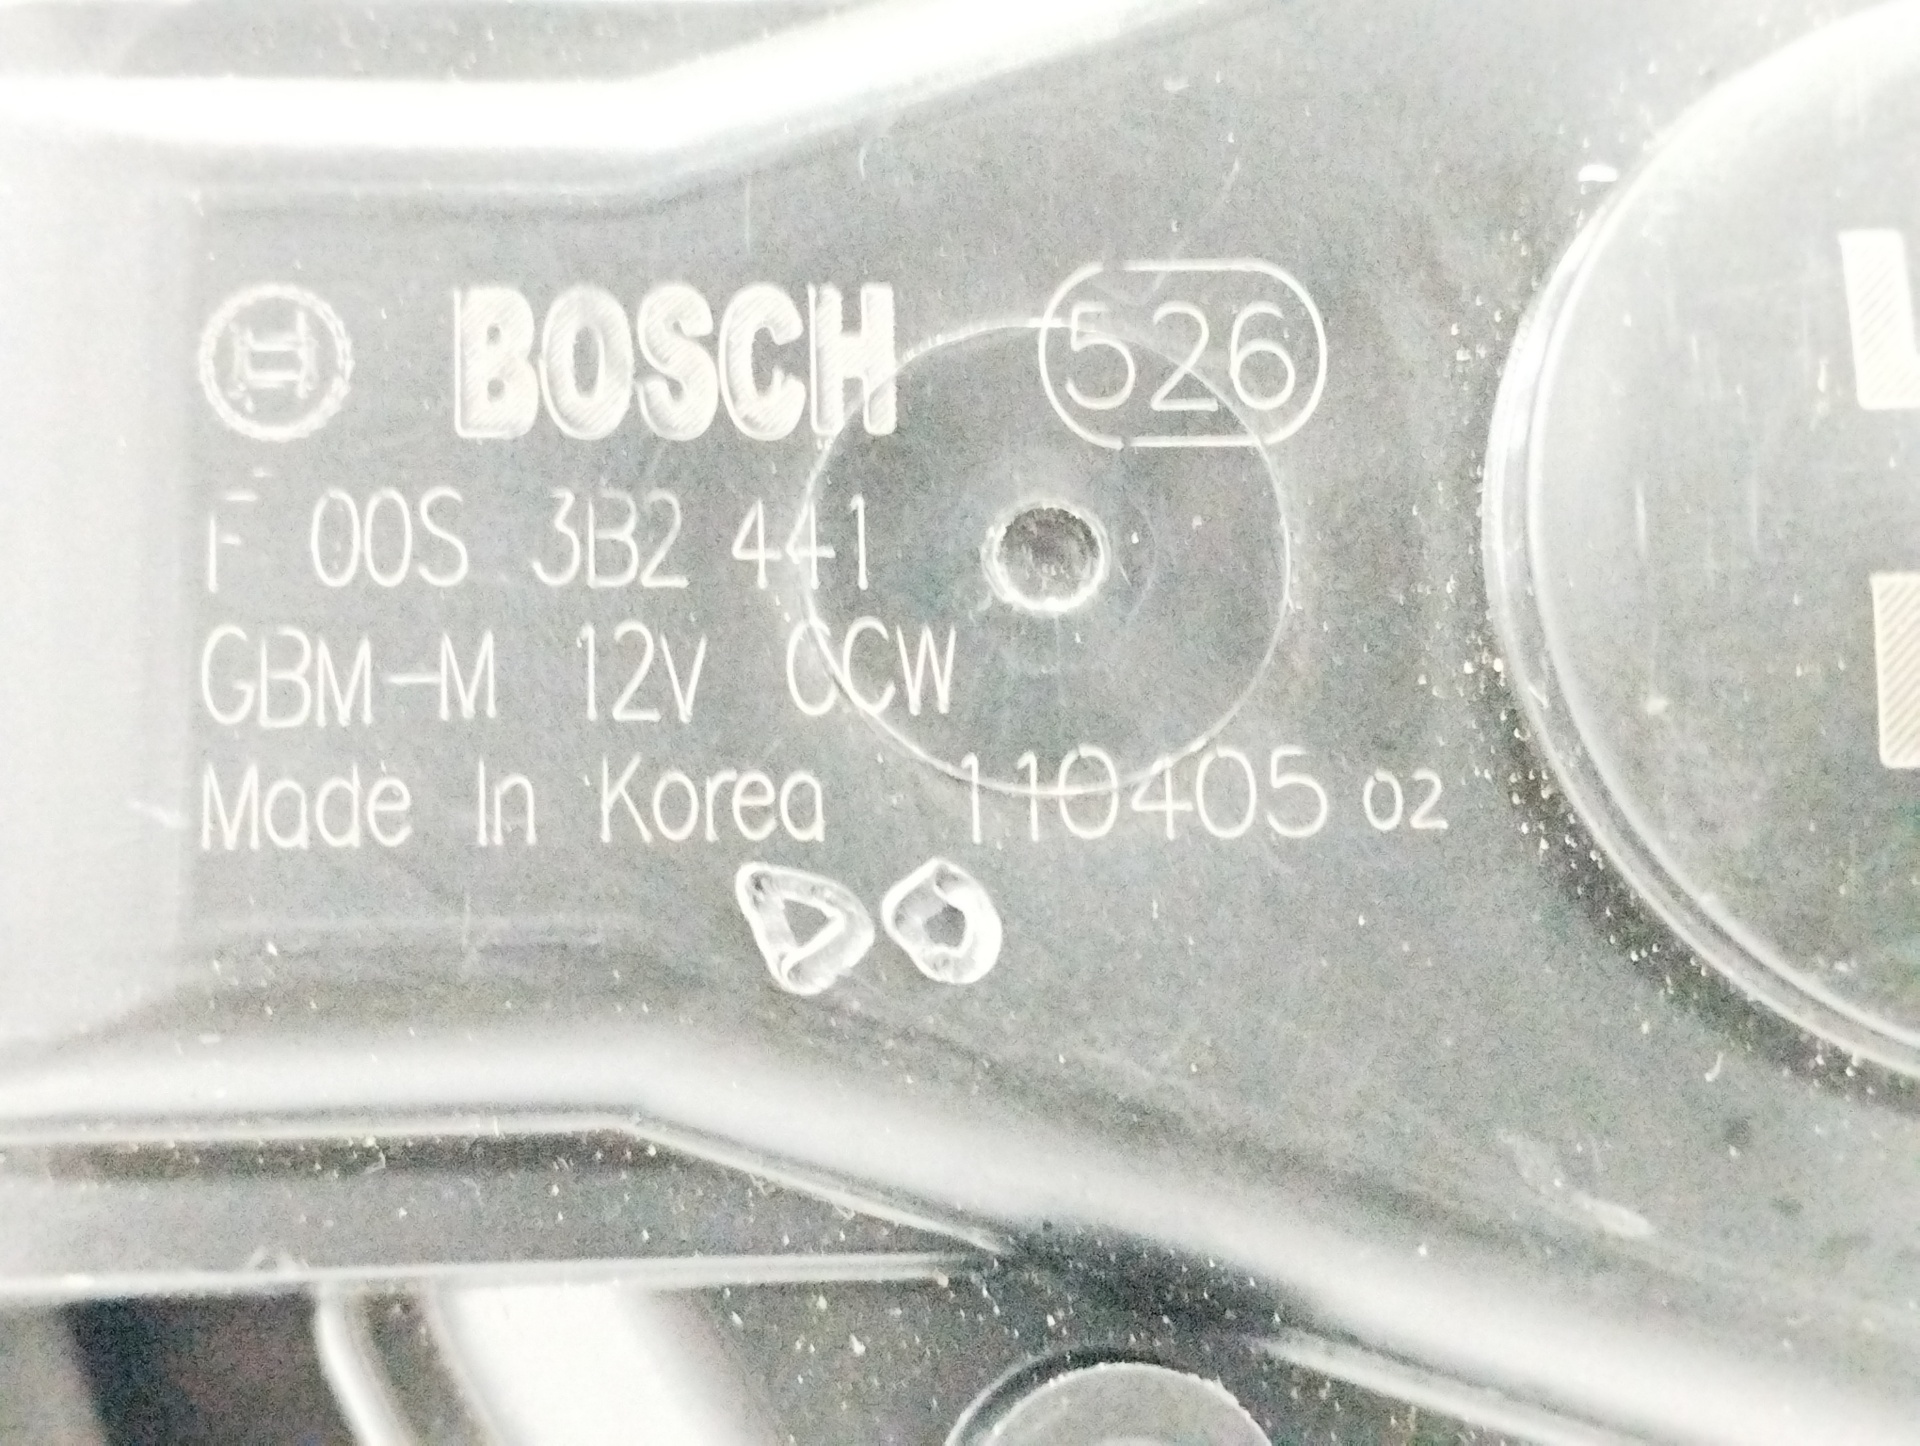 BOSCH 526
F 00S 3B2 441
GBM-M 12V CCW
Made In Korea 110405 02